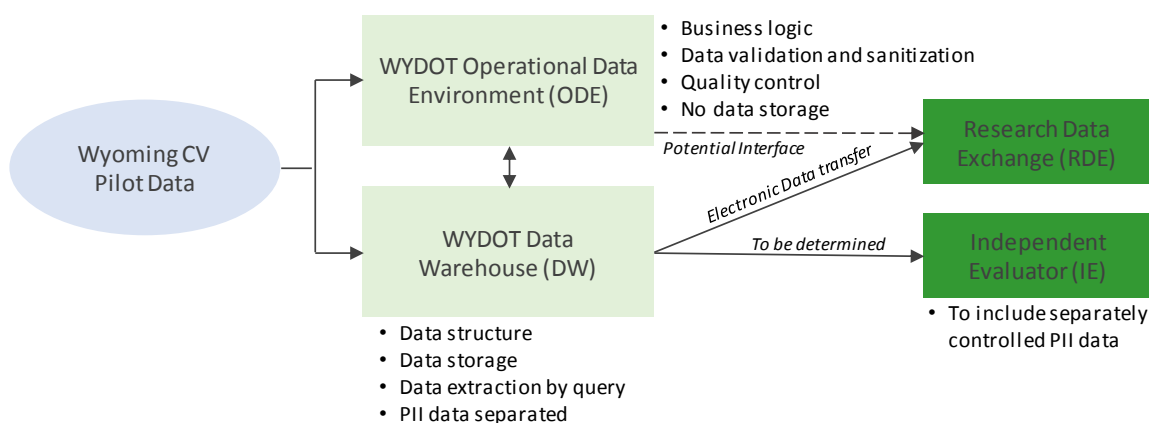 Wyoming CV
Pilot Data
WYDOT Operational Data
Environment (ODE)
• Business logic
• Data validation and sanitization
• Quality control
• No data storage
Potential Interface
Electronic Data transfer
To be determined
Research Data
Exchange (RDE)
WYDOT Data
Warehouse (DW)
• Data structure
• Data storage
• Data extraction by query
• PII data separated
Independent
Evaluator (IE)
• To include separately
controlled PII data